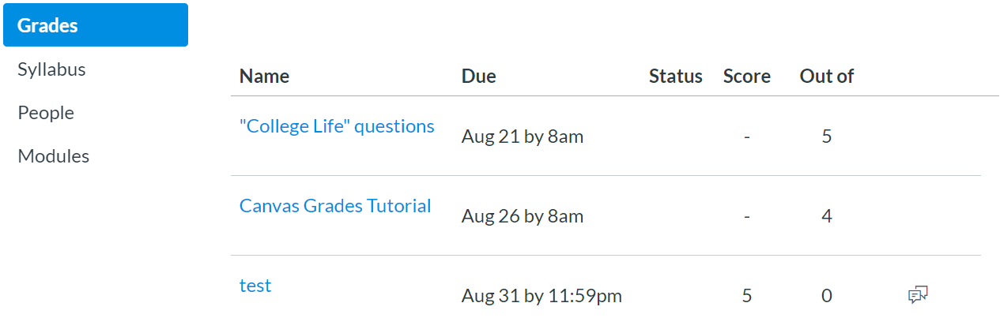 Grades
Syllabus
People
Modules
Name Due Status Score Out of
"College Life" questions Aug 21 by 8am - 5
Canvas Grades Tutorial Aug 26 by 8am - 4
test Aug 31 by 11:59pm 5 0